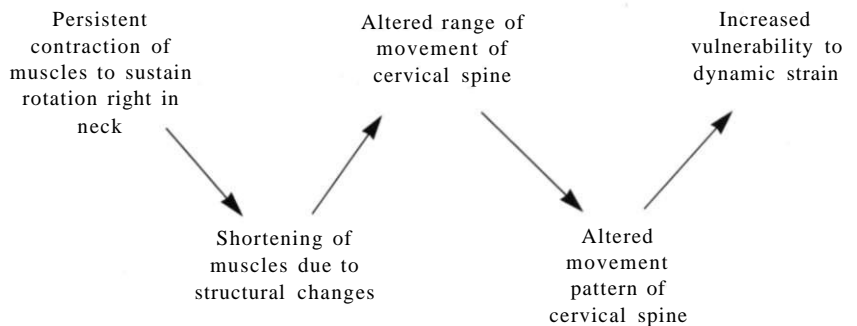 Persistent
contraction of
muscles to sustain
rotation right in
neck
Shortening of
muscles due to
structural changes
Altered range of
movement of
cervical spine
Altered
movement
pattern of
cervical spine
Increased
vulnerability to
dynamic strain